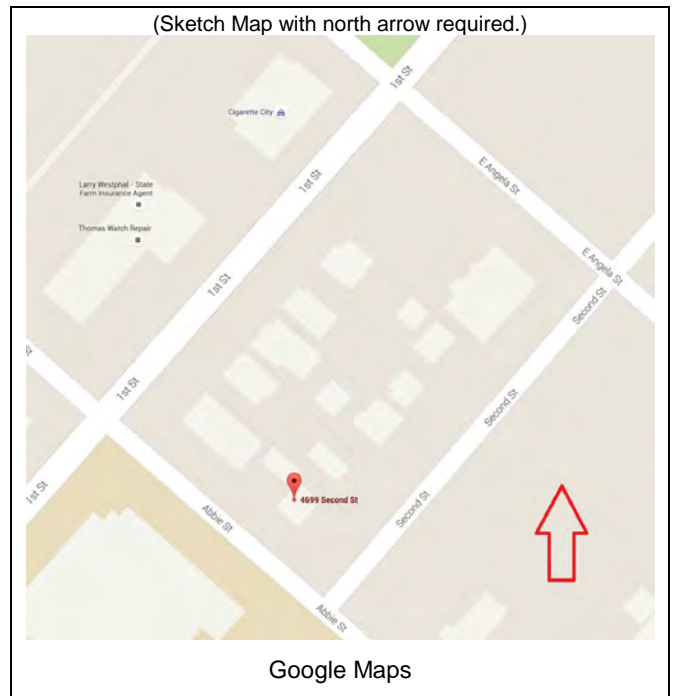 (Sketch Map with north arrow required.)
1st St
Cigarette City
E Angela St
1st St
Larry Westphal - State
Farm Insurance Agent
Thomas Watch Repair
E Angela St
1st St
Second St
St
1st St
Second St
1st St
4699 Second St
Second St
Abbie St
Abbie St
Google Maps